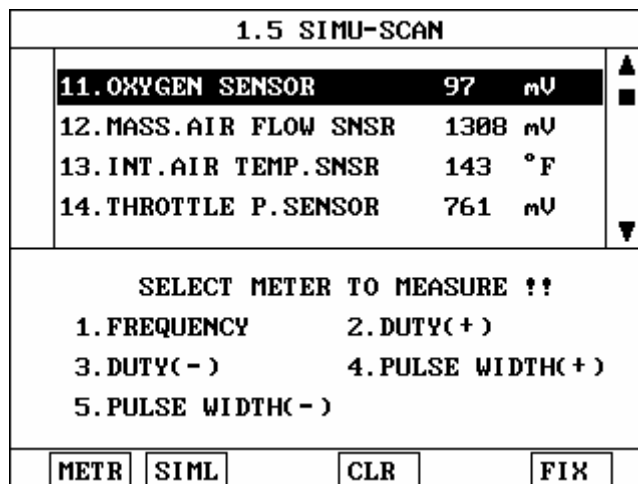 1.5 SIMU-SCAN
11.OXYGEN SENSOR 97 mV
12.MASS.AIR FLOW SNSR 1308 mV
13.INT.AIR TEMP.SNSR 143 °F
14.THROTTLE P.SENSOR 761 mV
SELECT METER TO MEASURE !!
1.FREQUENCY 2.DUTY(+)
3.DUTY(-) 4.PULSE WIDTH(+)
5.PULSE WIDTH(-)
METR SIML CLR FIX